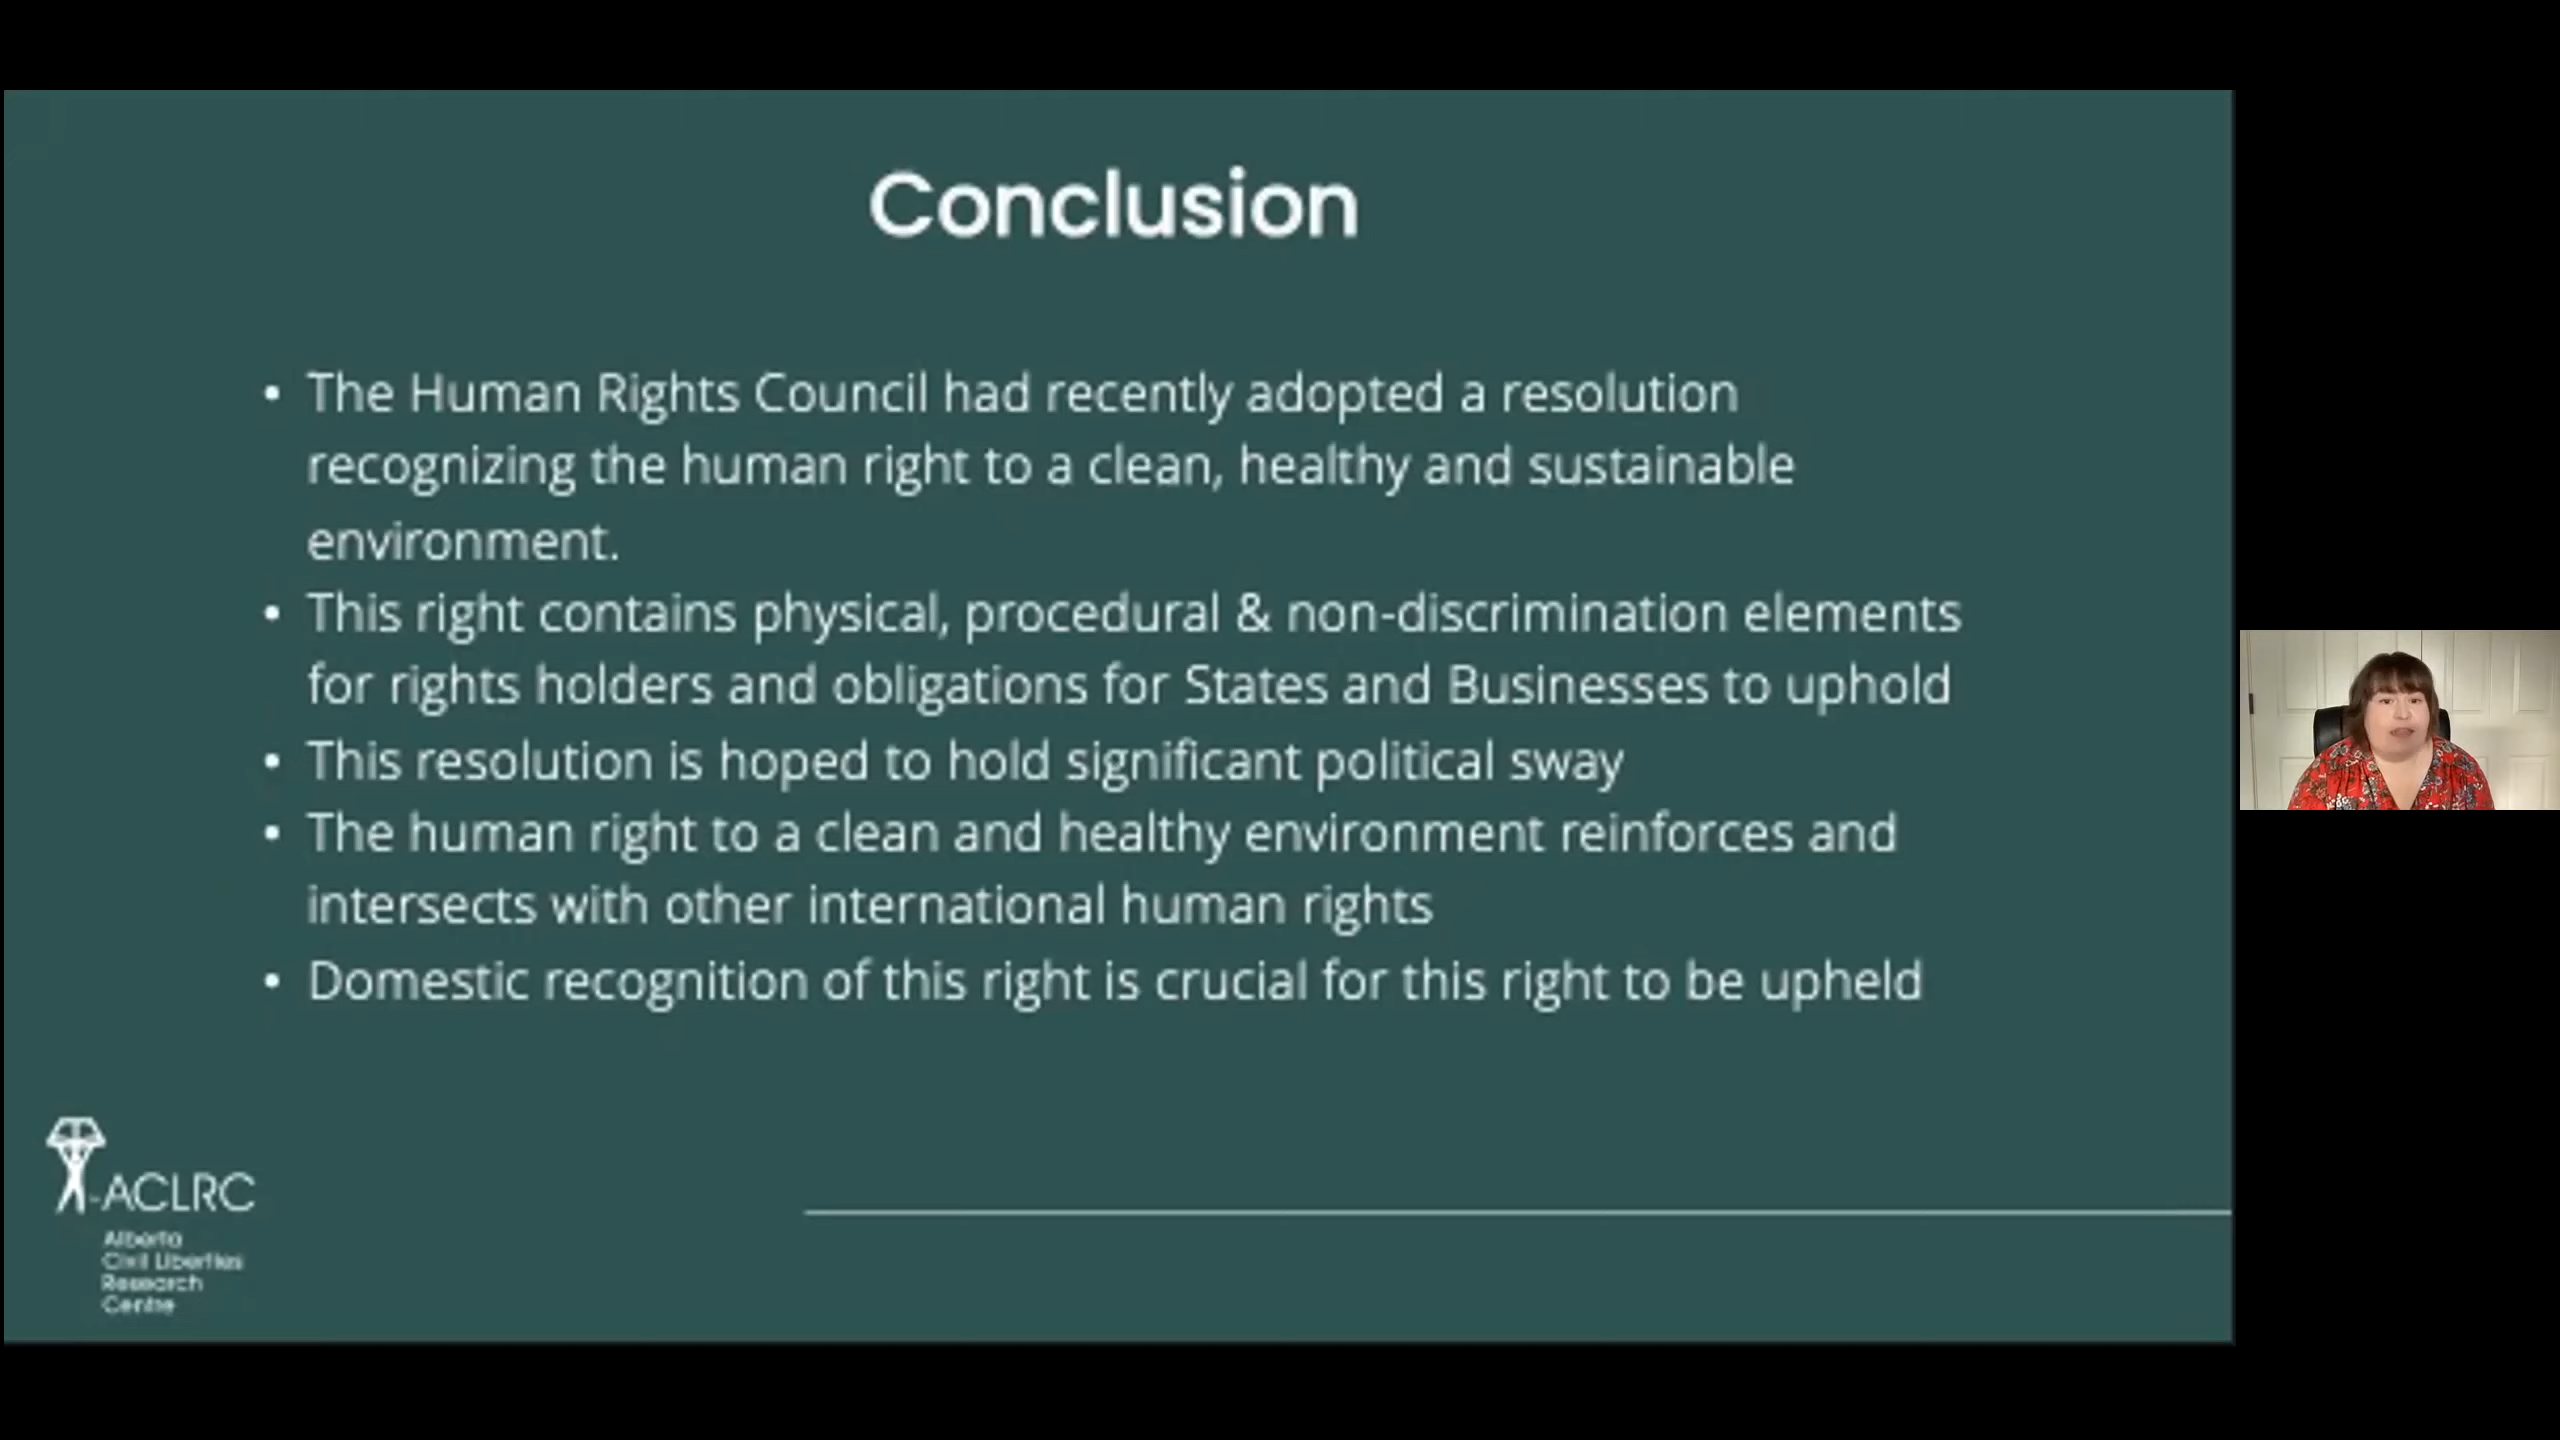 Conclusion
• The Human Rights Council had recently adopted a resolution
recognizing the human right to a clean, healthy and sustainable
environment.
• This right contains physical, procedural & non-discrimination elements
for rights holders and obligations for States and Businesses to uphold
• This resolution is hoped to hold significant political sway
• The human right to a clean and healthy environment reinforces and
intersects with other international human rights
• Domestic recognition of this right is crucial for this right to be upheld
-ACLRC
Alberta
Civil Liberties
Research
Centre